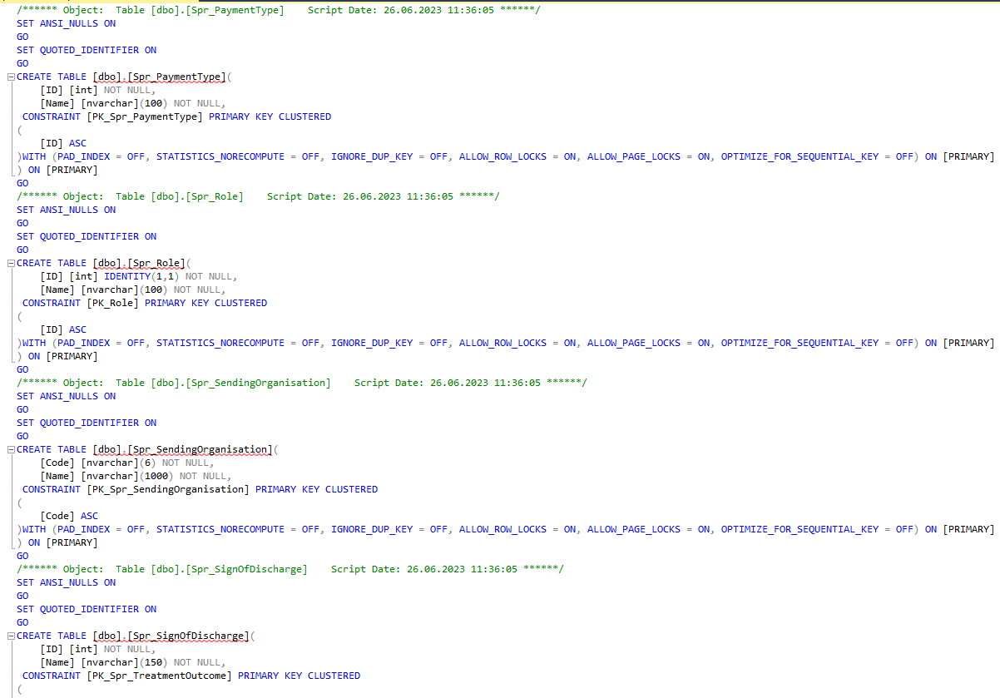 /****** Object:  Table [dbo].[Spr_PaymentType]    Script Date: 26.06.2023 11:36:05 ******/
SET ANSI_NULLS ON
GO
SET QUOTED_IDENTIFIER ON
GO
CREATE TABLE [dbo].[Spr_PaymentType](
    [ID] [int] NOT NULL,
    [Name] [nvarchar](100) NOT NULL,
 CONSTRAINT [PK_Spr_PaymentType] PRIMARY KEY CLUSTERED
(
    [ID] ASC
)WITH (PAD_INDEX = OFF, STATISTICS_NORECOMPUTE = OFF, IGNORE_DUP_KEY = OFF, ALLOW_ROW_LOCKS = ON, ALLOW_PAGE_LOCKS = ON, OPTIMIZE_FOR_SEQUENTIAL_KEY = OFF) ON [PRIMARY]
) ON [PRIMARY]
GO
/****** Object:  Table [dbo].[Spr_Role]    Script Date: 26.06.2023 11:36:05 ******/
SET ANSI_NULLS ON
GO
SET QUOTED_IDENTIFIER ON
GO
CREATE TABLE [dbo].[Spr_Role](
    [ID] [int] IDENTITY(1,1) NOT NULL,
    [Name] [nvarchar](100) NOT NULL,
 CONSTRAINT [PK_Role] PRIMARY KEY CLUSTERED
(
    [ID] ASC
)WITH (PAD_INDEX = OFF, STATISTICS_NORECOMPUTE = OFF, IGNORE_DUP_KEY = OFF, ALLOW_ROW_LOCKS = ON, ALLOW_PAGE_LOCKS = ON, OPTIMIZE_FOR_SEQUENTIAL_KEY = OFF) ON [PRIMARY]
) ON [PRIMARY]
GO
/****** Object:  Table [dbo].[Spr_SendingOrganisation]    Script Date: 26.06.2023 11:36:05 ******/
SET ANSI_NULLS ON
GO
SET QUOTED_IDENTIFIER ON
GO
CREATE TABLE [dbo].[Spr_SendingOrganisation](
    [Code] [nvarchar](6) NOT NULL,
    [Name] [nvarchar](1000) NOT NULL,
 CONSTRAINT [PK_Spr_SendingOrganisation] PRIMARY KEY CLUSTERED
(
    [Code] ASC
)WITH (PAD_INDEX = OFF, STATISTICS_NORECOMPUTE = OFF, IGNORE_DUP_KEY = OFF, ALLOW_ROW_LOCKS = ON, ALLOW_PAGE_LOCKS = ON, OPTIMIZE_FOR_SEQUENTIAL_KEY = OFF) ON [PRIMARY]
) ON [PRIMARY]
GO
/****** Object:  Table [dbo].[Spr_SignOfDischarge]    Script Date: 26.06.2023 11:36:05 ******/
SET ANSI_NULLS ON
GO
SET QUOTED_IDENTIFIER ON
GO
CREATE TABLE [dbo].[Spr_SignOfDischarge](
    [ID] [int] NOT NULL,
    [Name] [nvarchar](150) NOT NULL,
 CONSTRAINT [PK_Spr_TreatmentOutcome] PRIMARY KEY CLUSTERED
(